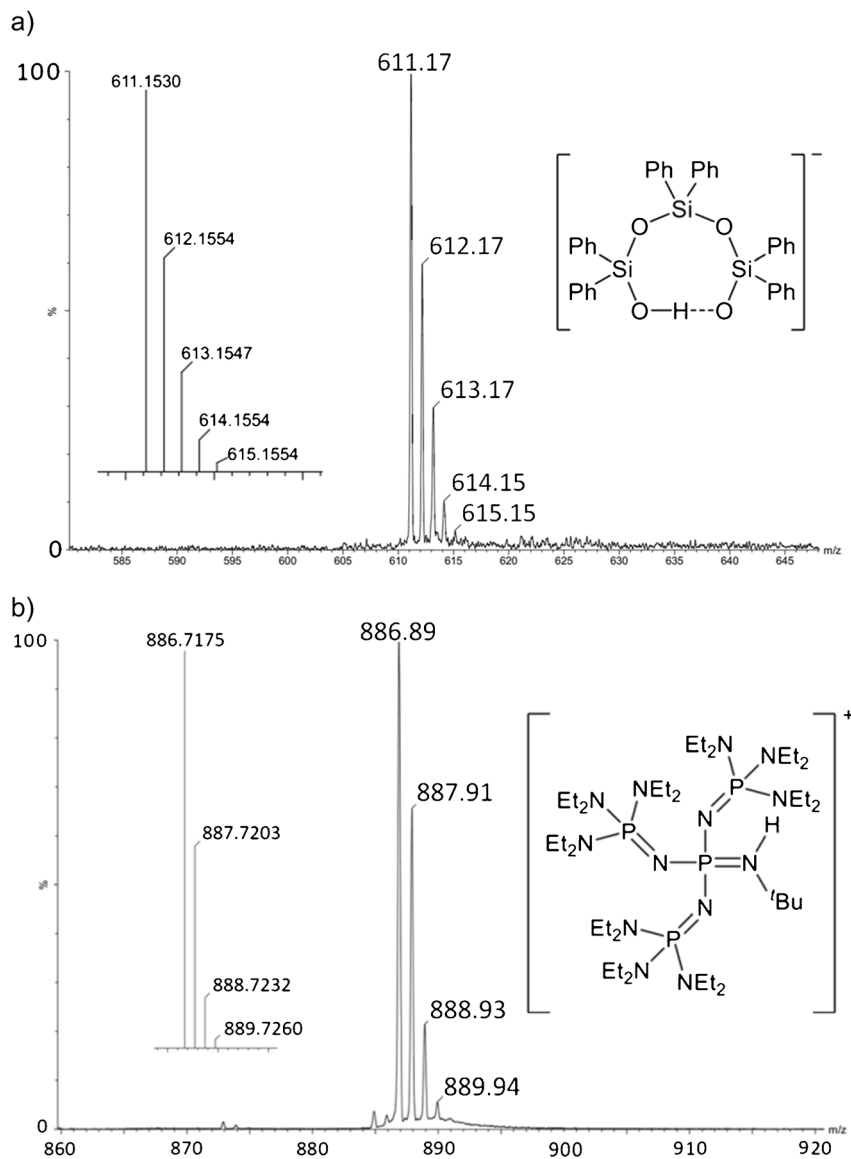 a)
100
611.17
611.1530
612.1554
613.1547
614.1554
615.1554
612.17
613.17
614.15
615.15
%
0
585 590 595 600 605 610 615 620 625 630 635 640 645 m/z
Ph Ph
Si
O O
Ph Si Si Ph
Ph Ph
O H O
−
b)
100
886.89
886.7175
887.7203
888.7232
889.7260
887.91
888.93
889.94
%
0
860 870 880 890 900 910 920 m/z
+
Et2N NEt2
P NEt2
Et2N NEt2
Et2N P N H
N P N
tBu
N
Et2N P
Et2N NEt2